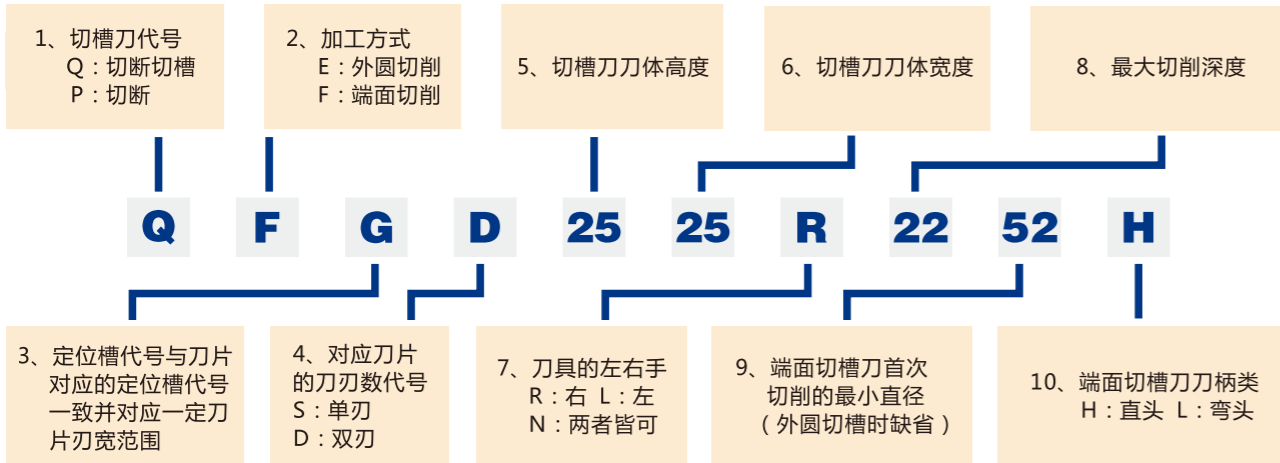 1、切槽刀代号
Q：切断切槽
P：切断
2、加工方式
E：外圆切削
F：端面切削
5、切槽刀刀体高度
6、切槽刀刀体宽度
8、最大切削深度
Q F G D 25 25 R 22 52 H
3、定位槽代号与刀片
对应的定位槽代号
一致并对应一定刀
片刃宽范围
4、对应刀片
的刀刃数代号
S：单刃
D：双刃
7、刀具的左右手
R：右 L：左
N：两者皆可
9、端面切槽刀首次
切削的最小直径
（外圆切槽时缺省）
10、端面切槽刀刀柄类
H：直头 L：弯头